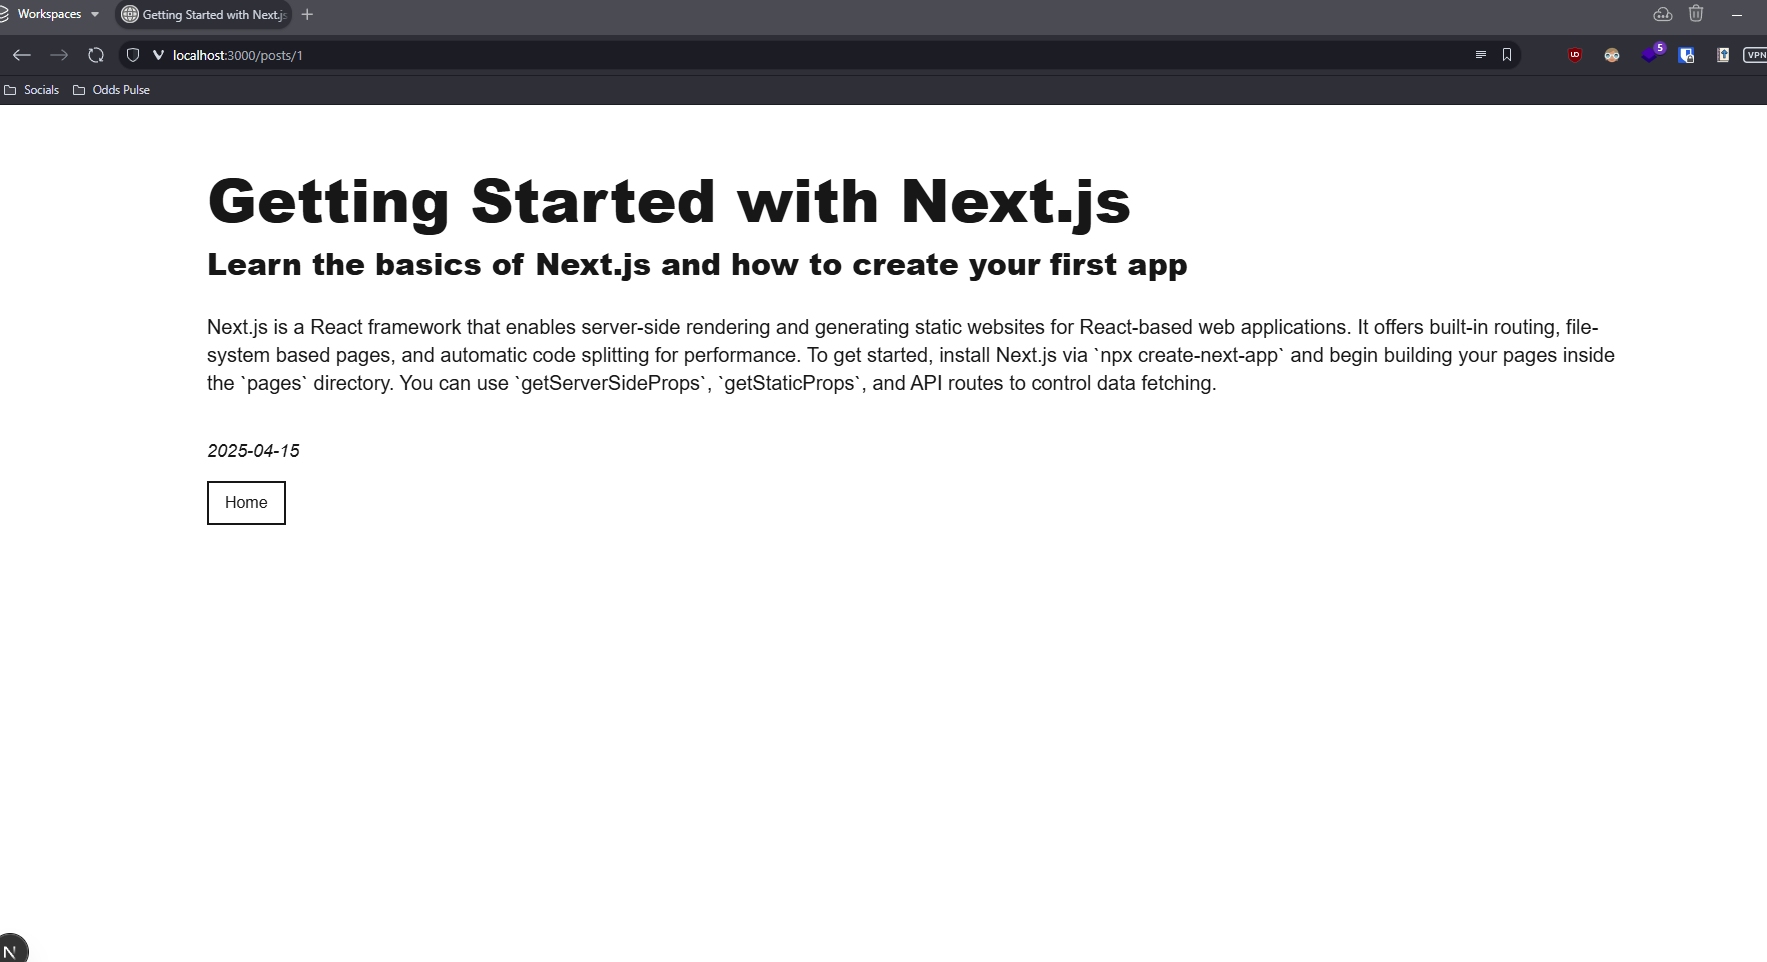 Workspaces
Getting Started with Next.js
localhost:3000/posts/1
5
VPN
Socials
Odds Pulse
Getting Started with Next.js
Learn the basics of Next.js and how to create your first app
Next.js is a React framework that enables server-side rendering and generating static websites for React-based web applications. It offers built-in routing, file-
system based pages, and automatic code splitting for performance. To get started, install Next.js via `npx create-next-app` and begin building your pages inside
the `pages` directory. You can use `getServerSideProps`, `getStaticProps`, and API routes to control data fetching.
2025-04-15
Home
N